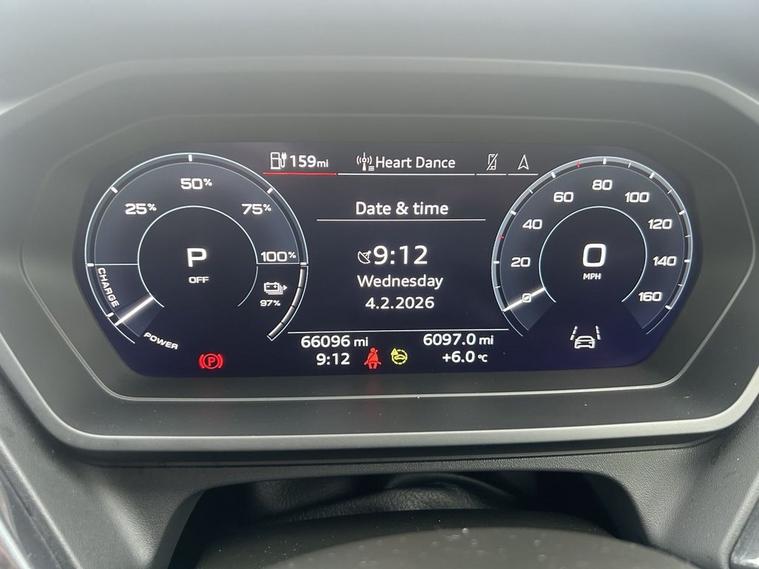 159mi
Heart Dance
Date & time
9:12
Wednesday
4.2.2026
25%
50%
75%
100%
CHARGE
POWER
P
OFF
97%
0
20
40
60
80
100
120
140
160
0
MPH
66096 mi
6097.0 mi
9:12
+6.0 °C
P